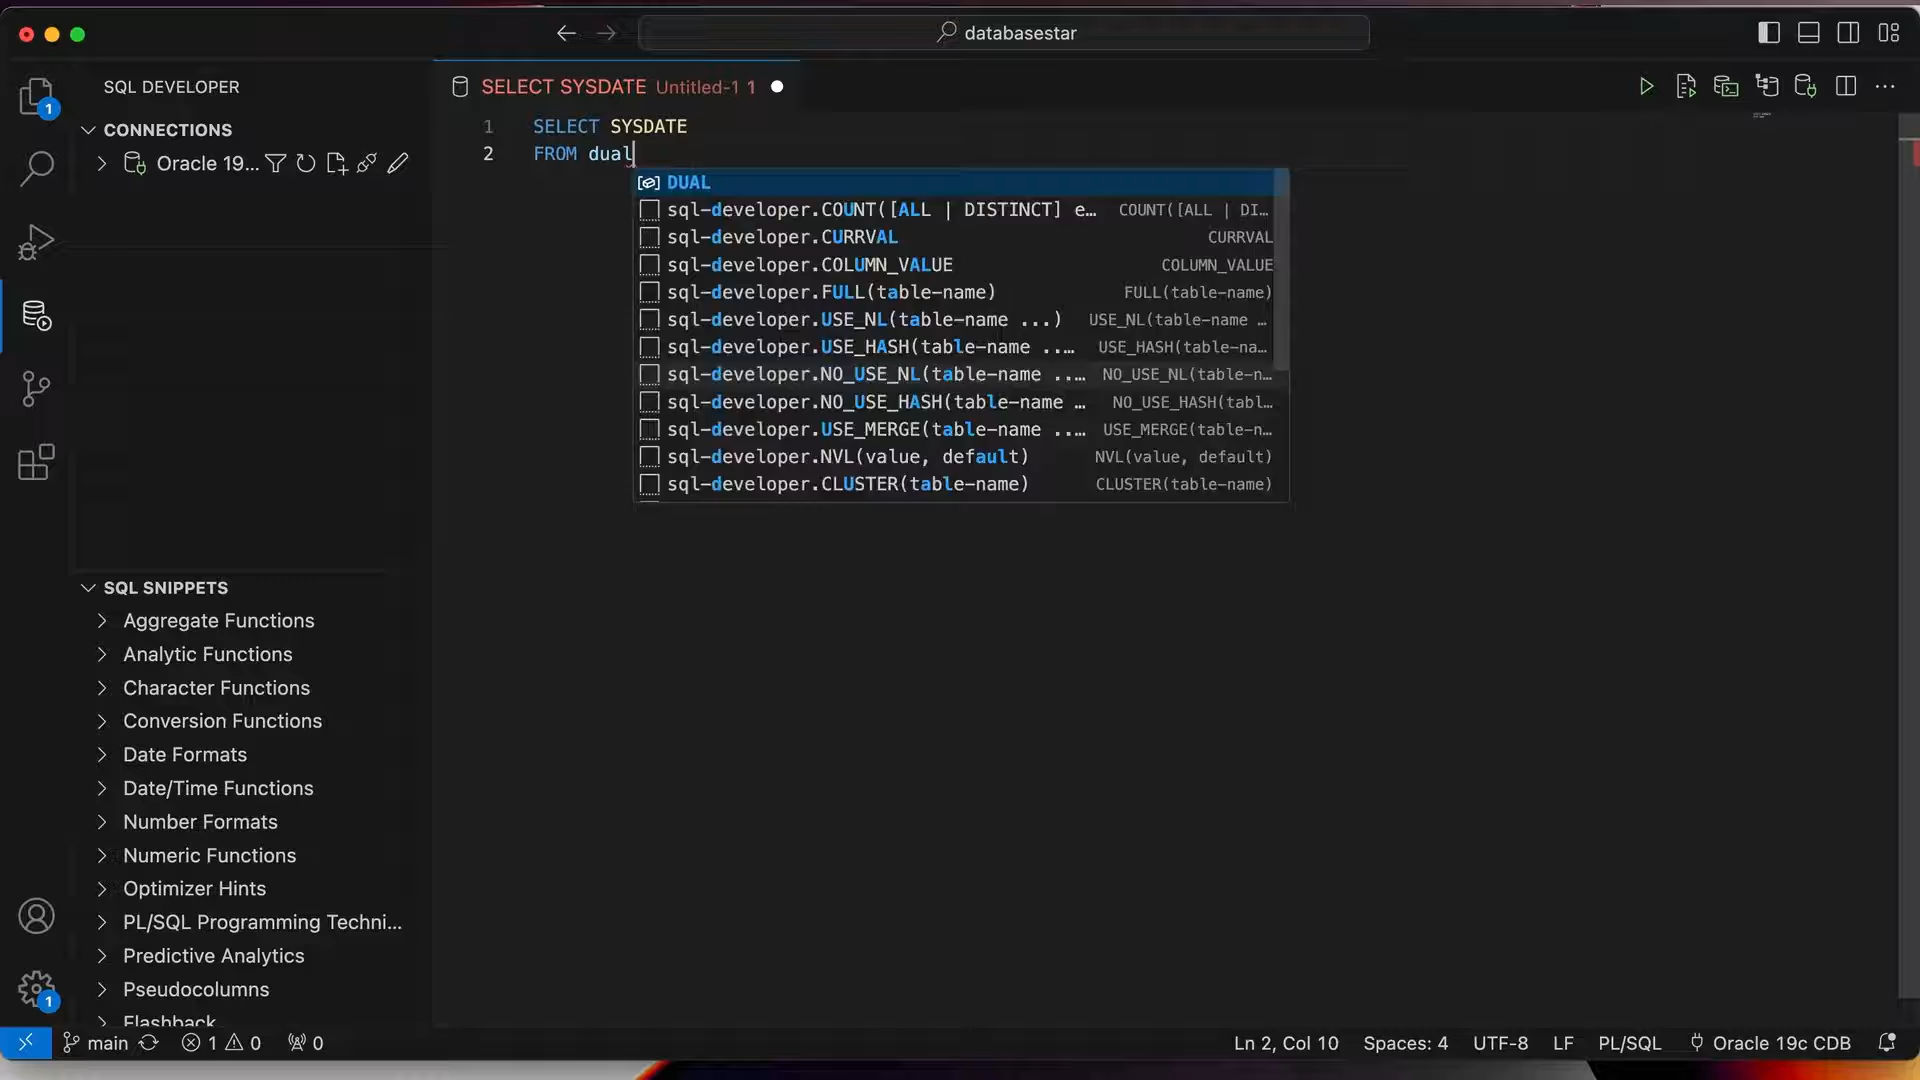 databasestar
SQL DEVELOPER
SELECT SYSDATE Untitled-1 1
1
CONNECTIONS
Oracle 19...
1 SELECT SYSDATE
2 FROM dual
DUAL
sql-developer.COUNT([ALL | DISTINCT] e… COUNT([ALL | DI…
sql-developer.CURRVAL CURRVAL
sql-developer.COLUMN_VALUE COLUMN_VALUE
sql-developer.FULL(table-name) FULL(table-name)
sql-developer.USE_NL(table-name ...) USE_NL(table-name …
sql-developer.USE_HASH(table-name ..… USE_HASH(table-na…
sql-developer.NO_USE_NL(table-name ..… NO_USE_NL(table-n…
sql-developer.NO_USE_HASH(table-name … NO_USE_HASH(tabl…
sql-developer.USE_MERGE(table-name ..… USE_MERGE(table-n…
sql-developer.NVL(value, default) NVL(value, default)
sql-developer.CLUSTER(table-name) CLUSTER(table-name)
SQL SNIPPETS
Aggregate Functions
Analytic Functions
Character Functions
Conversion Functions
Date Formats
Date/Time Functions
Number Formats
Numeric Functions
Optimizer Hints
PL/SQL Programming Techni...
Predictive Analytics
Pseudocolumns
Flashback
1
main 1 0 0 Ln 2, Col 10 Spaces: 4 UTF-8 LF PL/SQL Oracle 19c CDB